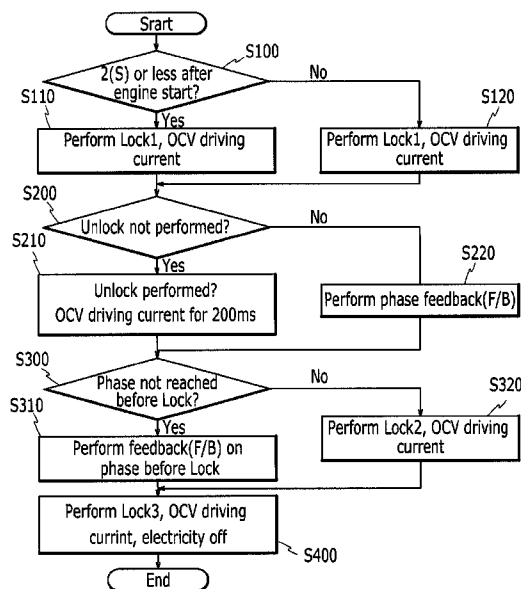 Srart
S100
2(S) or less after
engine start?
No
S110
Yes
S120
Perform Lock1, OCV driving
current
Perform Lock1, OCV driving
current
S200
Unlock not performed?
No
S210
Yes
S220
Unlock performed?
OCV driving current for 200ms
Perform phase feedback(F/B)
S300
Phase not reached
before Lock?
No
S310
Yes
S320
Perform feedback(F/B) on
phase before Lock
Perform Lock2, OCV driving
current
Perform Lock3, OCV driving
currint, electricity off
S400
End